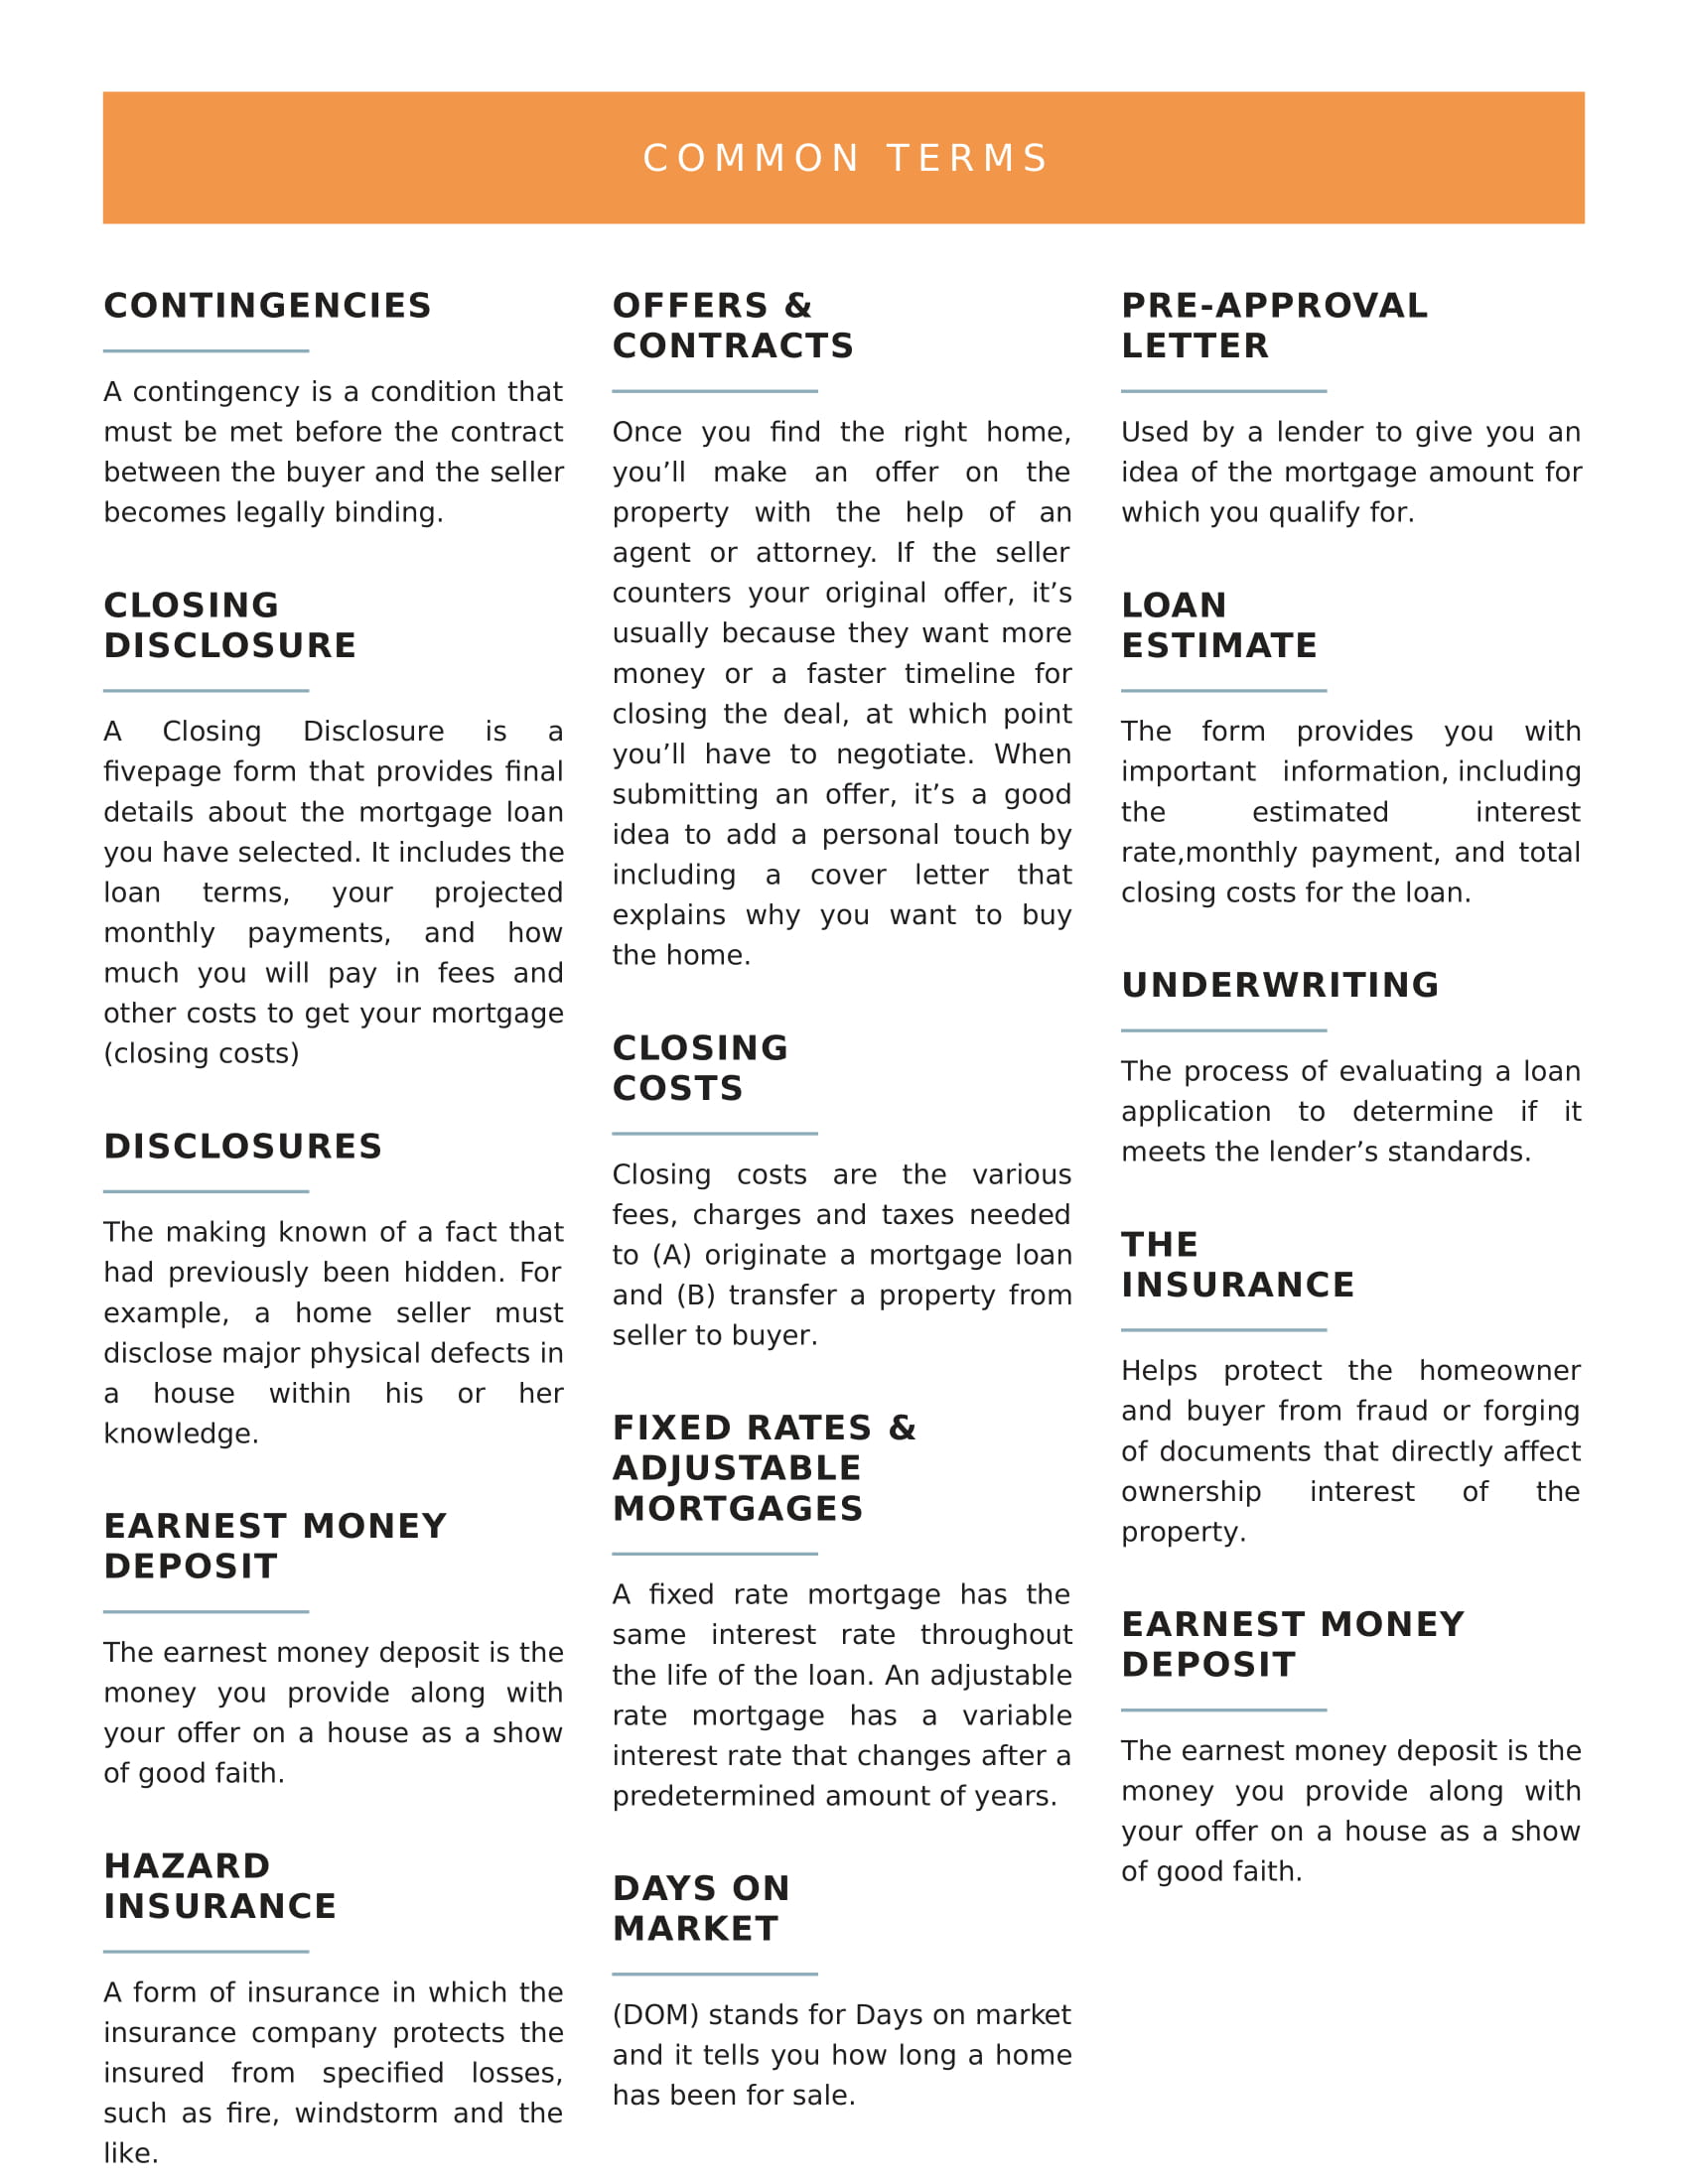 COMMON TERMS
CONTINGENCIES
A contingency is a condition that
must be met before the contract
between the buyer and the seller
becomes legally binding.
CLOSING
DISCLOSURE
A Closing Disclosure is a
fivepage form that provides final
details about the mortgage loan
you have selected. It includes the
loan terms, your projected
monthly payments, and how
much you will pay in fees and
other costs to get your mortgage
(closing costs)
DISCLOSURES
The making known of a fact that
had previously been hidden. For
example, a home seller must
disclose major physical defects in
a house within his or her
knowledge.
EARNEST MONEY
DEPOSIT
The earnest money deposit is the
money you provide along with
your offer on a house as a show
of good faith.
HAZARD
INSURANCE
A form of insurance in which the
insurance company protects the
insured from specified losses,
such as fire, windstorm and the
like.
OFFERS &
CONTRACTS
Once you find the right home,
you’ll make an offer on the
property with the help of an
agent or attorney. If the seller
counters your original offer, it’s
usually because they want more
money or a faster timeline for
closing the deal, at which point
you’ll have to negotiate. When
submitting an offer, it’s a good
idea to add a personal touch by
including a cover letter that
explains why you want to buy
the home.
CLOSING
COSTS
Closing costs are the various
fees, charges and taxes needed
to (A) originate a mortgage loan
and (B) transfer a property from
seller to buyer.
FIXED RATES &
ADJUSTABLE
MORTGAGES
A fixed rate mortgage has the
same interest rate throughout
the life of the loan. An adjustable
rate mortgage has a variable
interest rate that changes after a
predetermined amount of years.
DAYS ON
MARKET
(DOM) stands for Days on market
and it tells you how long a home
has been for sale.
PRE-APPROVAL
LETTER
Used by a lender to give you an
idea of the mortgage amount for
which you qualify for.
LOAN
ESTIMATE
The form provides you with
important information, including
the estimated interest
rate,monthly payment, and total
closing costs for the loan.
UNDERWRITING
The process of evaluating a loan
application to determine if it
meets the lender’s standards.
THE
INSURANCE
Helps protect the homeowner
and buyer from fraud or forging
of documents that directly affect
ownership interest of the
property.
EARNEST MONEY
DEPOSIT
The earnest money deposit is the
money you provide along with
your offer on a house as a show
of good faith.